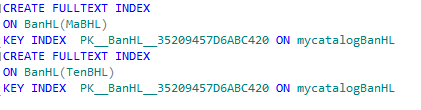 CREATE FULLTEXT INDEX
ON BanHL(MaBHL)
KEY INDEX  PK__BanHL__35209457D6ABC420 ON mycatalogBanHL
CREATE FULLTEXT INDEX
ON BanHL(TenBHL)
KEY INDEX  PK__BanHL__35209457D6ABC420 ON mycatalogBanHL